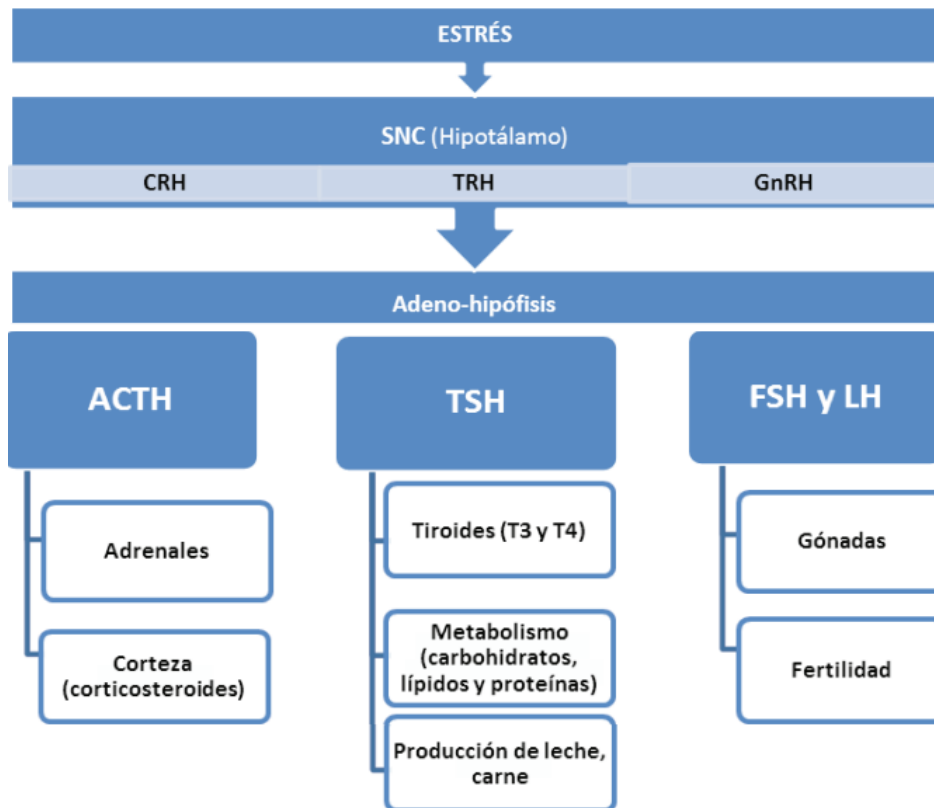 ESTRÉS
SNC (Hipotálamo)
CRH
TRH
GnRH
Adeno-hipófisis
ACTH
Adrenales
Corteza
(corticosteroides)
TSH
Tiroides (T3 y T4)
Metabolismo
(carbohidratos,
lípidos y proteínas)
Producción de leche,
carne
FSH y LH
Gónadas
Fertilidad